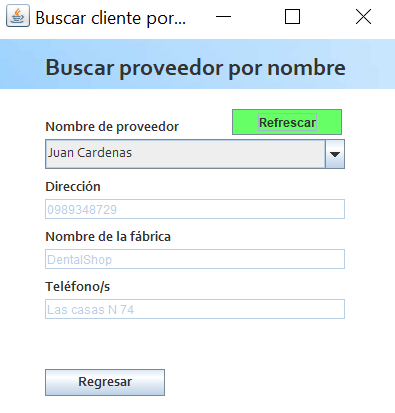 Buscar cliente por...
Buscar proveedor por nombre
Nombre de proveedor
Refrescar
Juan Cardenas
Dirección
0989348729
Nombre de la fábrica
DentalShop
Teléfono/s
Las casas N 74
Regresar